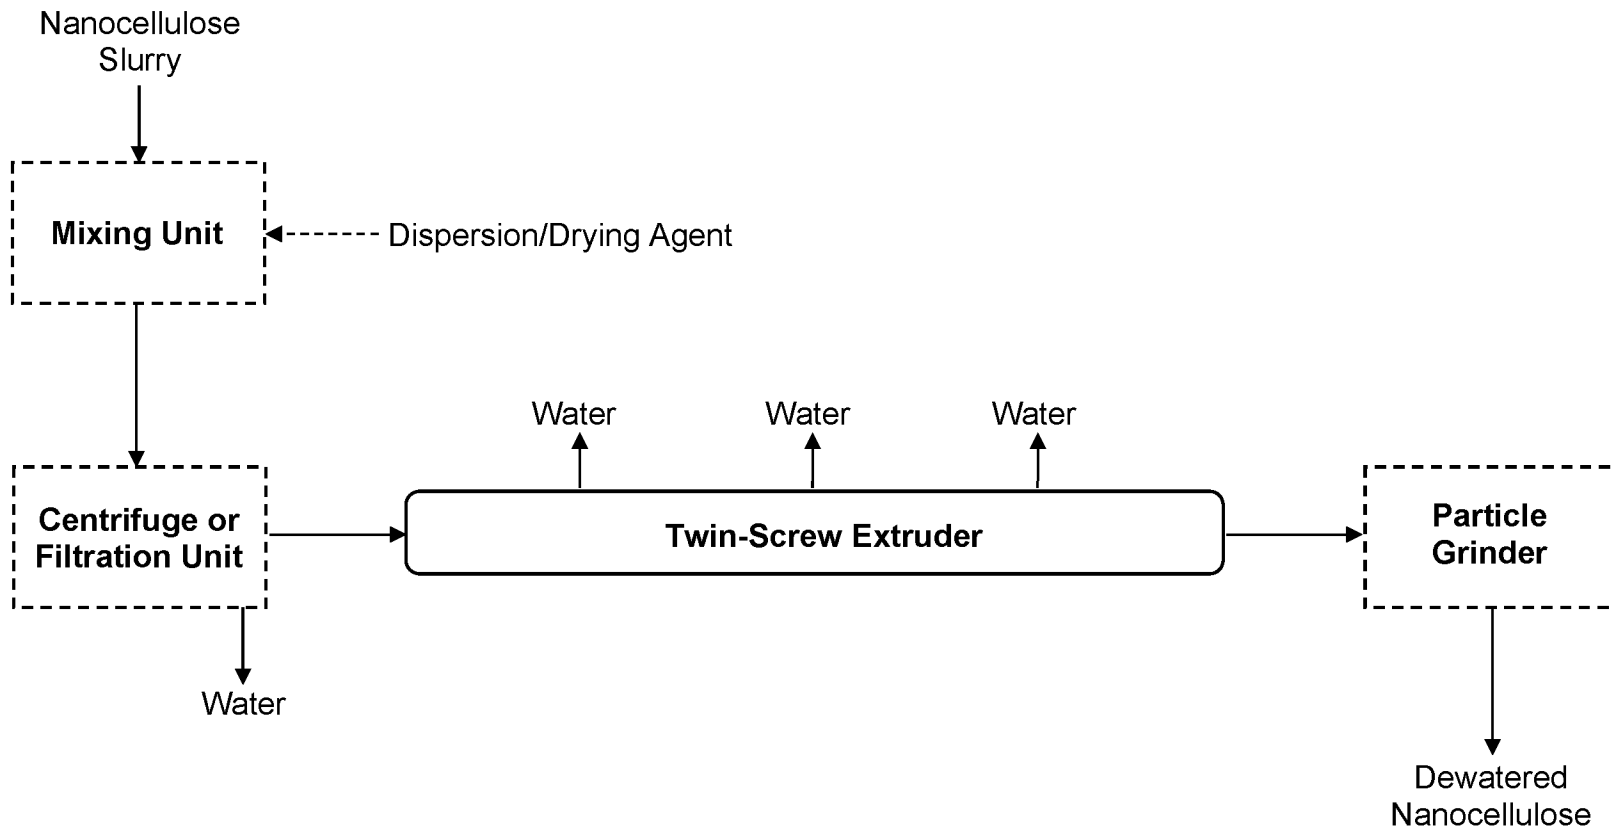 Nanocellulose
Slurry
Mixing Unit
Dispersion/Drying Agent
Water
Water
Water
Centrifuge or
Filtration Unit
Twin-Screw Extruder
Particle
Grinder
Water
Dewatered
Nanocellulose